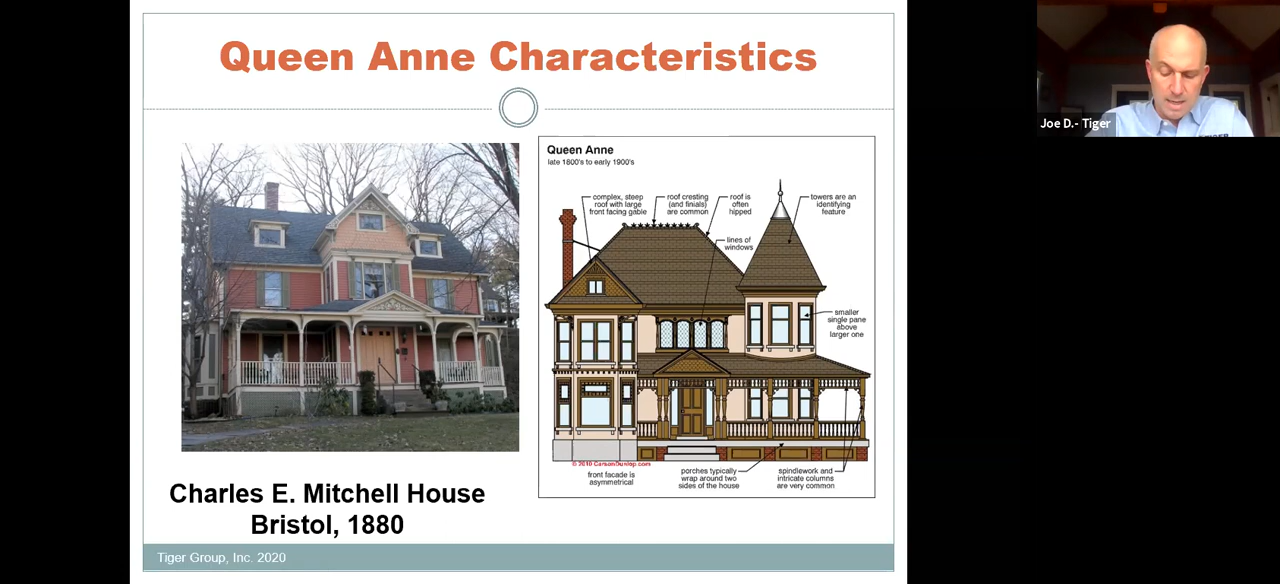 Queen Anne Characteristics
Joe D.- Tiger
Queen Anne
late 1800's to early 1900's
complex, steep
roof with large
front facing gable
roof cresting
(and finials)
are common
roof is
often
hipped
towers are an
identifying
feature
lines of
windows
smaller
single pane
above
larger one
© 2010 CarsonDunlop.com
front facade is
asymmetrical
porches typically
wrap around two
sides of the house
spindlework and
intricate columns
are very common
Charles E. Mitchell House
Bristol, 1880
Tiger Group, Inc. 2020